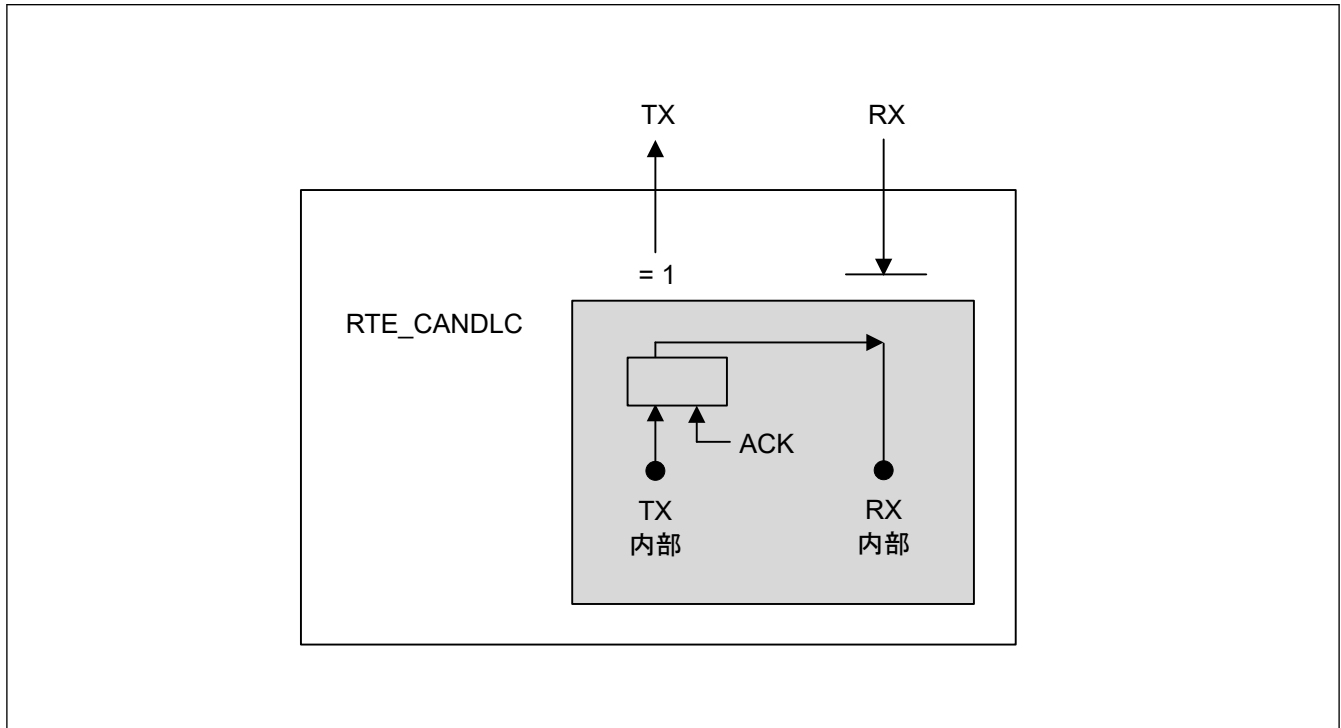 TX
RX
= 1
RTE_CANDLC
ACK
TX
内部
RX
内部